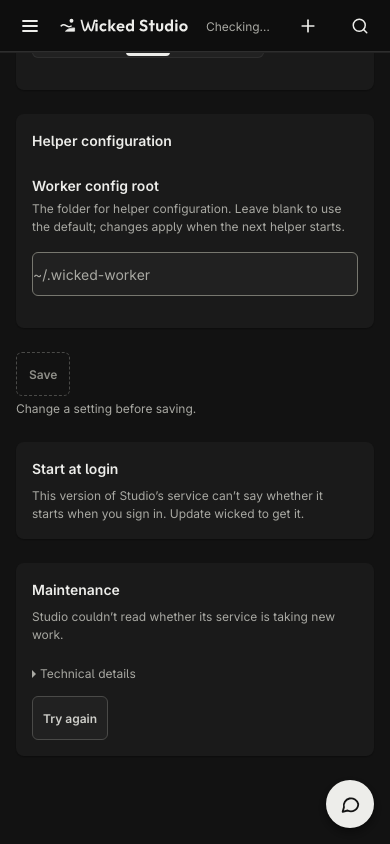 Wicked Studio
Checking...
Helper configuration
Worker config root
The folder for helper configuration. Leave blank to use
the default; changes apply when the next helper starts.
~/.wicked-worker
Save
Change a setting before saving.
Start at login
This version of Studio’s service can’t say whether it
starts when you sign in. Update wicked to get it.
Maintenance
Studio couldn’t read whether its service is taking new
work.
Technical details
Try again